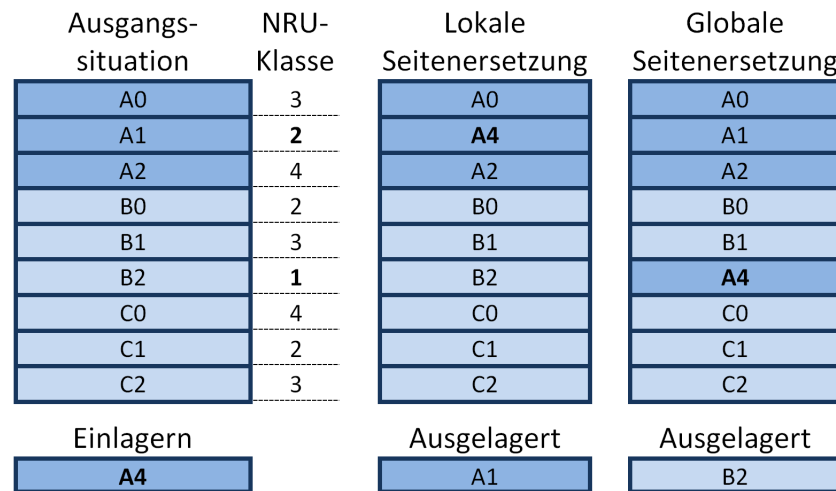 Ausgangs- NRU- Lokale Globale
situation Klasse Seitenersetzung Seitenersetzung
A0 3 A0 A0
A1 2 A4 A1
A2 4 A2 A2
B0 2 B0 B0
B1 3 B1 B1
B2 1 B2 A4
C0 4 C0 C0
C1 2 C1 C1
C2 3 C2 C2
Einlagern Ausgelagert Ausgelagert
A4 A1 B2